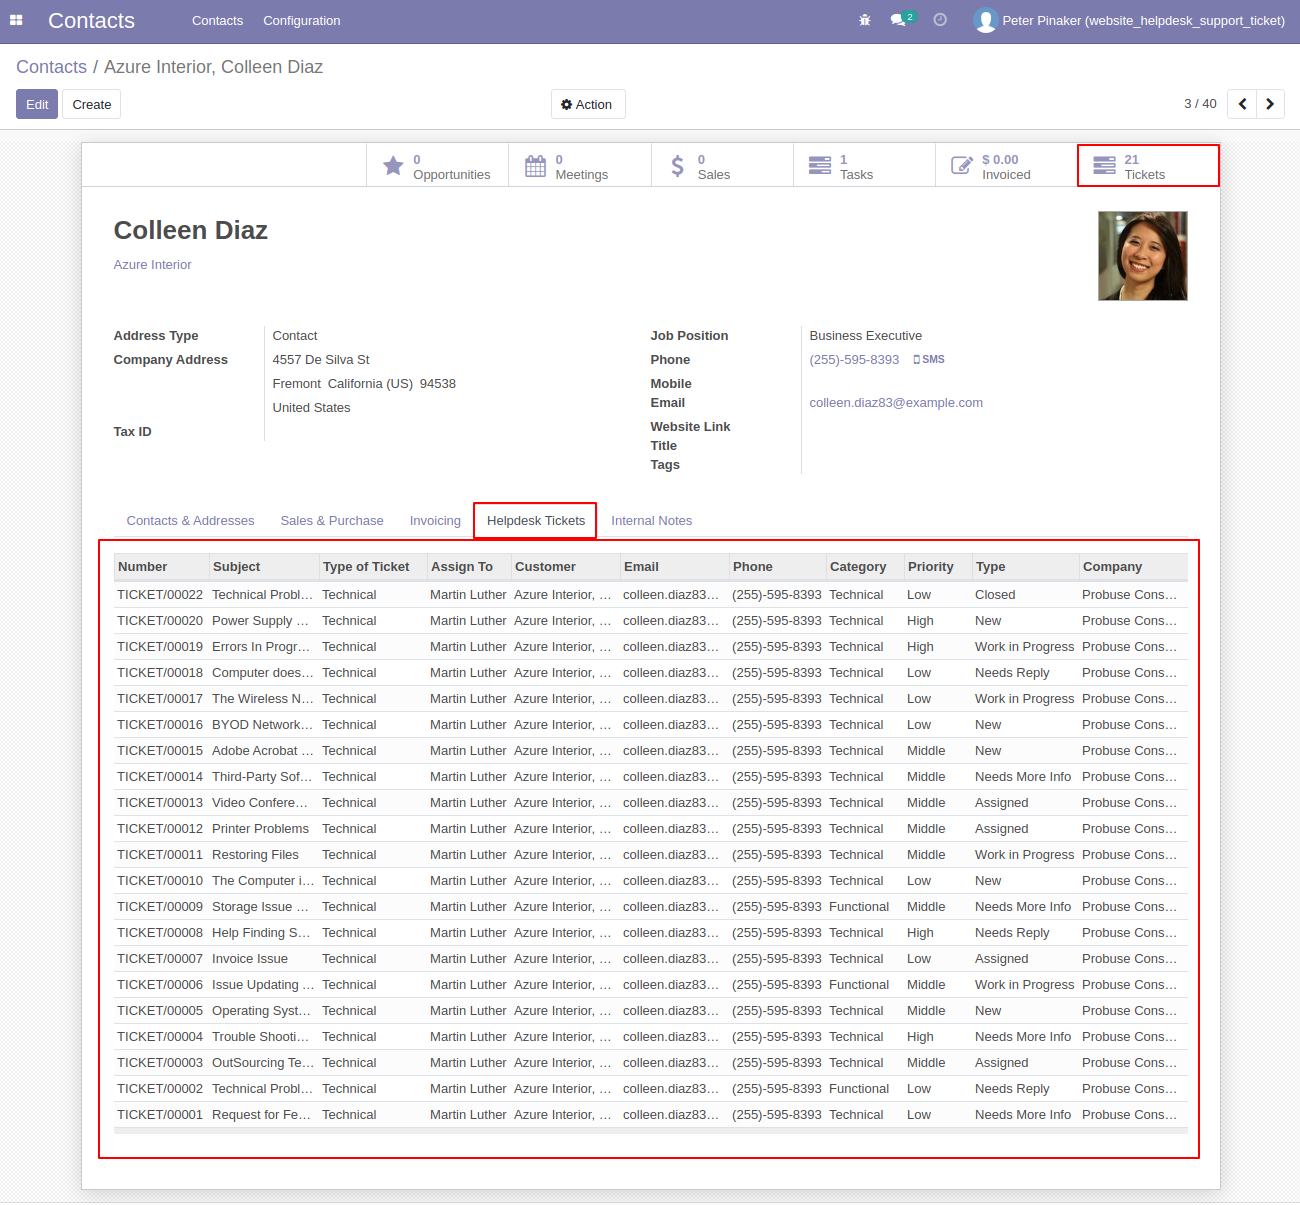 Contacts Contacts Configuration 2 Peter Pinaker (website_helpdesk_support_ticket)
Contacts / Azure Interior, Colleen Diaz
Edit Create Action 3 / 40
0 Opportunities
0 Meetings
0 Sales
1 Tasks
$ 0.00 Invoiced
21 Tickets
Colleen Diaz
Azure Interior
Address Type Contact
Company Address 4557 De Silva St
Fremont California (US) 94538
United States
Tax ID
Job Position Business Executive
Phone (255)-595-8393 SMS
Mobile
Email colleen.diaz83@example.com
Website Link
Title
Tags
Contacts & Addresses Sales & Purchase Invoicing Helpdesk Tickets Internal Notes
Number Subject Type of Ticket Assign To Customer Email Phone Category Priority Type Company
TICKET/00022 Technical Probl... Technical Martin Luther Azure Interior, ... colleen.diaz83... (255)-595-8393 Technical Low Closed Probuse Cons...
TICKET/00020 Power Supply ... Technical Martin Luther Azure Interior, ... colleen.diaz83... (255)-595-8393 Technical High New Probuse Cons...
TICKET/00019 Errors In Progr... Technical Martin Luther Azure Interior, ... colleen.diaz83... (255)-595-8393 Technical High Work in Progress Probuse Cons...
TICKET/00018 Computer does... Technical Martin Luther Azure Interior, ... colleen.diaz83... (255)-595-8393 Technical Low Needs Reply Probuse Cons...
TICKET/00017 The Wireless N... Technical Martin Luther Azure Interior, ... colleen.diaz83... (255)-595-8393 Technical Low Work in Progress Probuse Cons...
TICKET/00016 BYOD Network... Technical Martin Luther Azure Interior, ... colleen.diaz83... (255)-595-8393 Technical Low New Probuse Cons...
TICKET/00015 Adobe Acrobat ... Technical Martin Luther Azure Interior, ... colleen.diaz83... (255)-595-8393 Technical Middle New Probuse Cons...
TICKET/00014 Third-Party Sof... Technical Martin Luther Azure Interior, ... colleen.diaz83... (255)-595-8393 Technical Middle Needs More Info Probuse Cons...
TICKET/00013 Video Confere... Technical Martin Luther Azure Interior, ... colleen.diaz83... (255)-595-8393 Technical Middle Assigned Probuse Cons...
TICKET/00012 Printer Problems Technical Martin Luther Azure Interior, ... colleen.diaz83... (255)-595-8393 Technical Middle Assigned Probuse Cons...
TICKET/00011 Restoring Files Technical Martin Luther Azure Interior, ... colleen.diaz83... (255)-595-8393 Technical Middle Work in Progress Probuse Cons...
TICKET/00010 The Computer i... Technical Martin Luther Azure Interior, ... colleen.diaz83... (255)-595-8393 Technical Low New Probuse Cons...
TICKET/00009 Storage Issue ... Technical Martin Luther Azure Interior, ... colleen.diaz83... (255)-595-8393 Functional Middle Needs More Info Probuse Cons...
TICKET/00008 Help Finding S... Technical Martin Luther Azure Interior, ... colleen.diaz83... (255)-595-8393 Technical High Needs Reply Probuse Cons...
TICKET/00007 Invoice Issue Technical Martin Luther Azure Interior, ... colleen.diaz83... (255)-595-8393 Technical Low Assigned Probuse Cons...
TICKET/00006 Issue Updating ... Technical Martin Luther Azure Interior, ... colleen.diaz83... (255)-595-8393 Functional Middle Work in Progress Probuse Cons...
TICKET/00005 Operating Syst... Technical Martin Luther Azure Interior, ... colleen.diaz83... (255)-595-8393 Technical Middle New Probuse Cons...
TICKET/00004 Trouble Shooti... Technical Martin Luther Azure Interior, ... colleen.diaz83... (255)-595-8393 Technical High Needs More Info Probuse Cons...
TICKET/00003 OutSourcing Te... Technical Martin Luther Azure Interior, ... colleen.diaz83... (255)-595-8393 Technical Middle Assigned Probuse Cons...
TICKET/00002 Technical Probl... Technical Martin Luther Azure Interior, ... colleen.diaz83... (255)-595-8393 Functional Low Needs Reply Probuse Cons...
TICKET/00001 Request for Fe... Technical Martin Luther Azure Interior, ... colleen.diaz83... (255)-595-8393 Technical Low Needs More Info Probuse Cons...